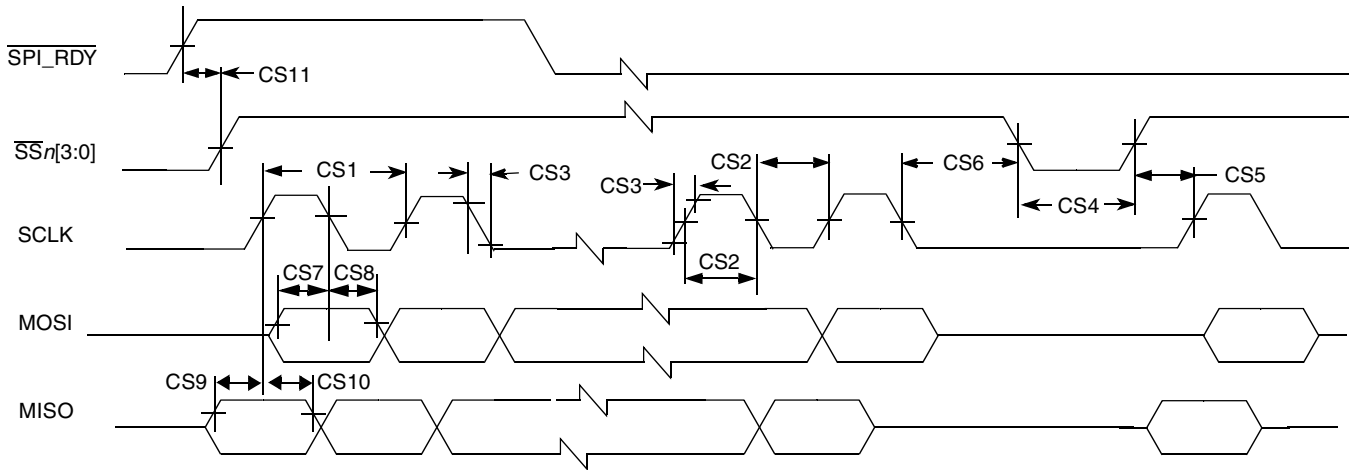 SPI_RDY
CS11
SSn[3:0]
CS1
CS3
CS3
CS2
CS6
CS4
CS5
SCLK
CS2
CS7
CS8
MOSI
CS9
CS10
MISO